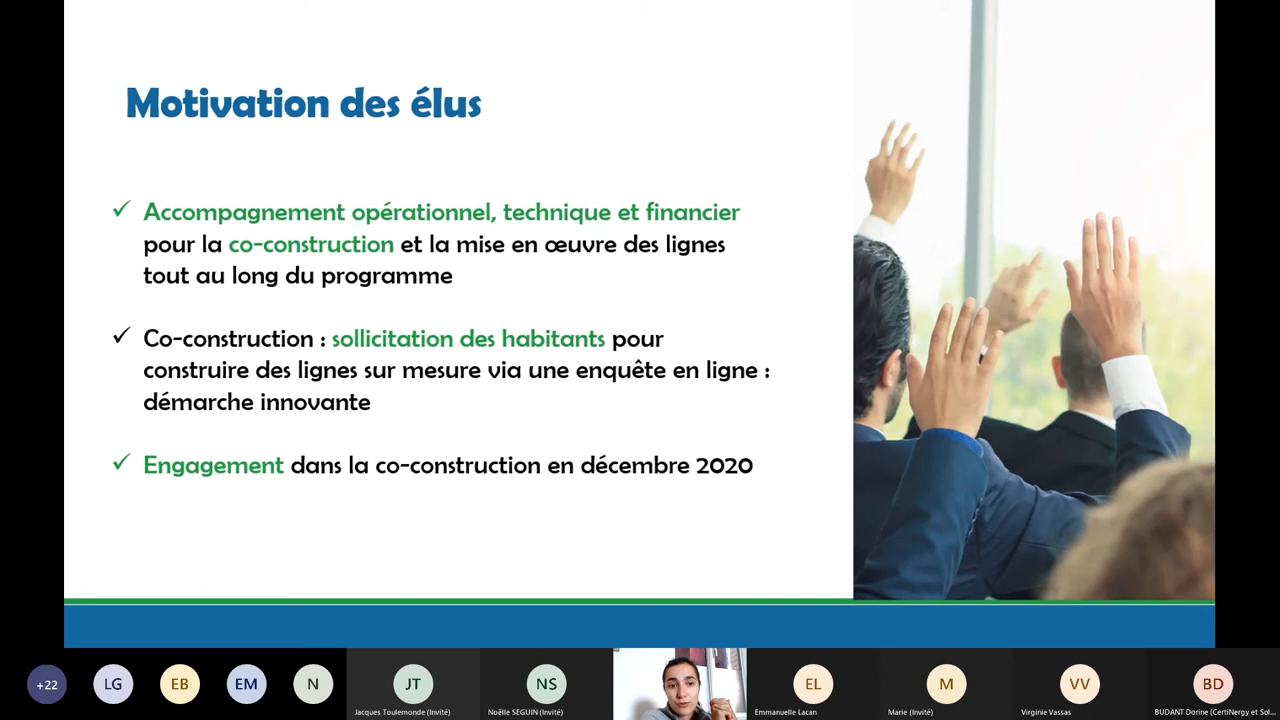 Motivation des élus
✓ Accompagnement opérationnel, technique et financier
pour la co-construction et la mise en œuvre des lignes
tout au long du programme
✓ Co-construction : sollicitation des habitants pour
construire des lignes sur mesure via une enquête en ligne :
démarche innovante
✓ Engagement dans la co-construction en décembre 2020
+22
LG
EB
EM
N
JT
Jacques Toulemonde (Invité)
NS
Noëlle SEGUIN (Invité)
EL
Emmanuelle Lacan
M
Marie (Invité)
VV
Virginie Vassas
BD
BUDANT Dorine (CertiNergy et Sol...